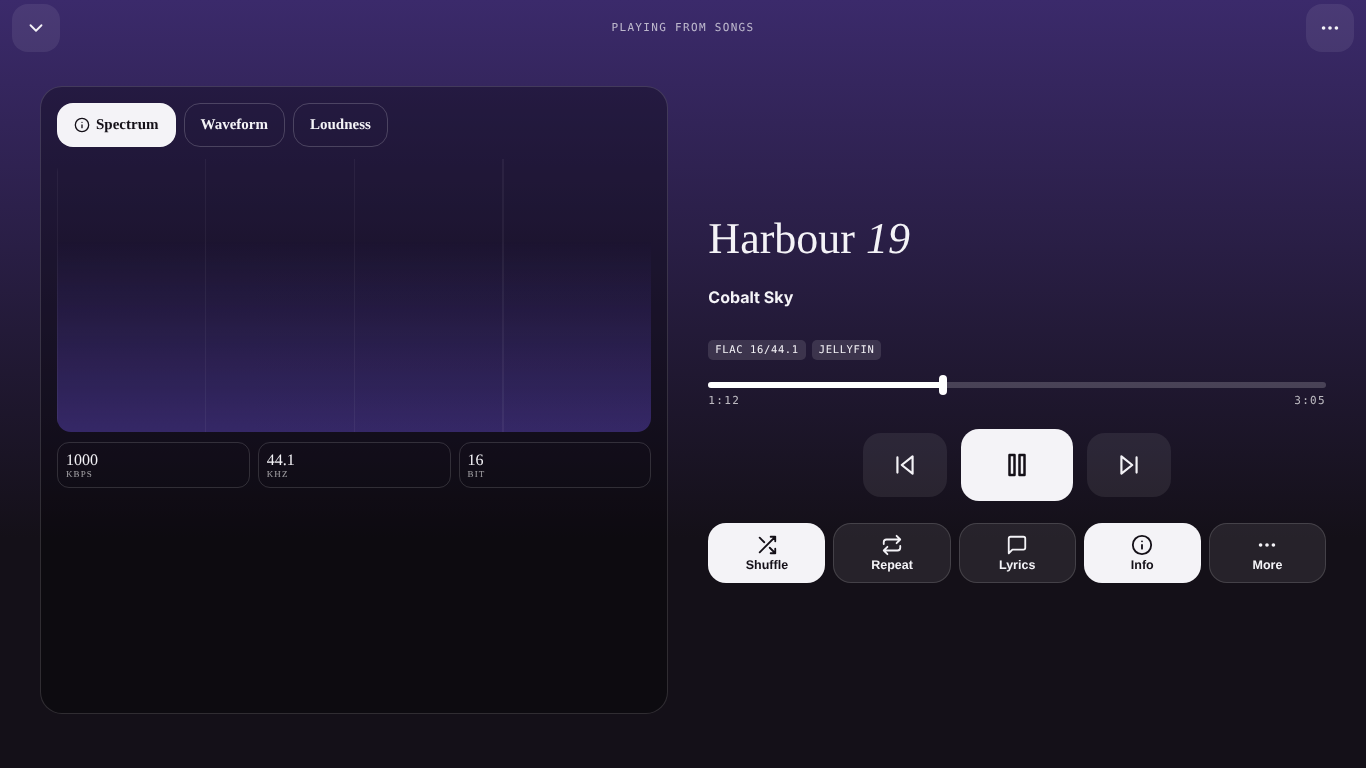 PLAYING FROM SONGS
Spectrum
Waveform
Loudness
1000
KBPS
44.1
KHZ
16
BIT
Harbour 19
Cobalt Sky
FLAC 16/44.1
JELLYFIN
1:12
3:05
Shuffle
Repeat
Lyrics
Info
More